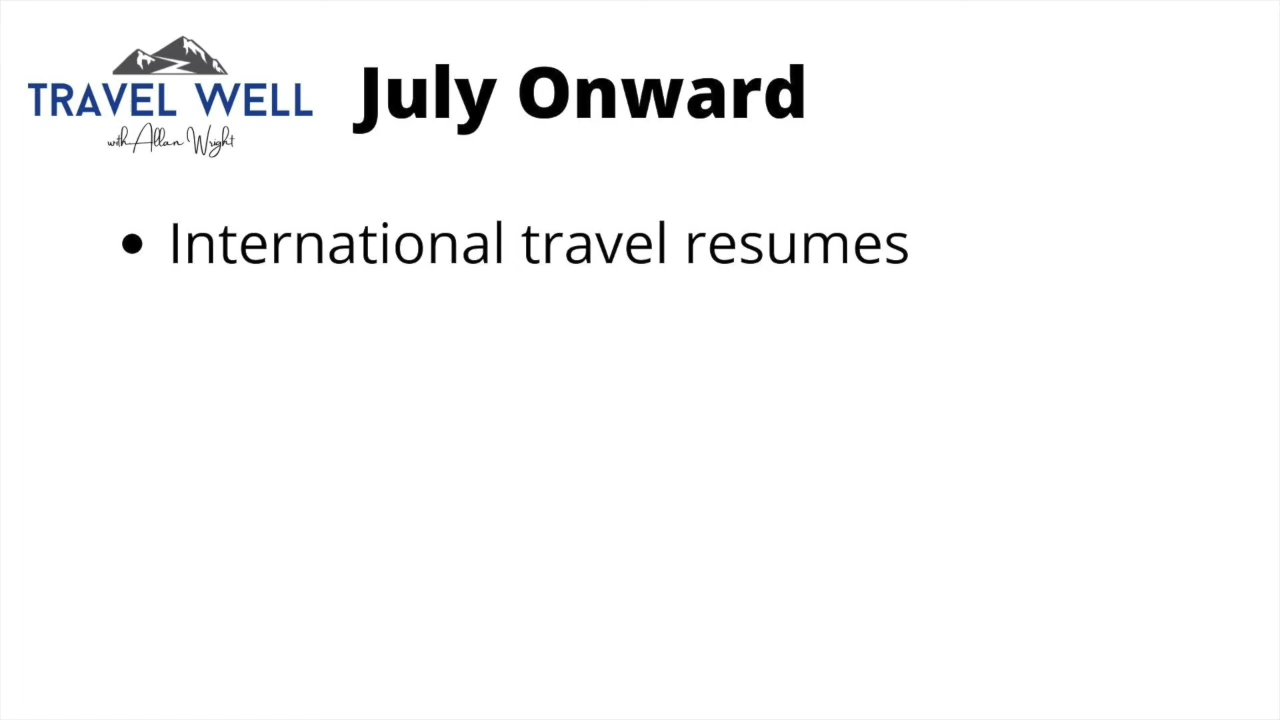 TRAVEL WELL
with Allan Wright
July Onward
• International travel resumes